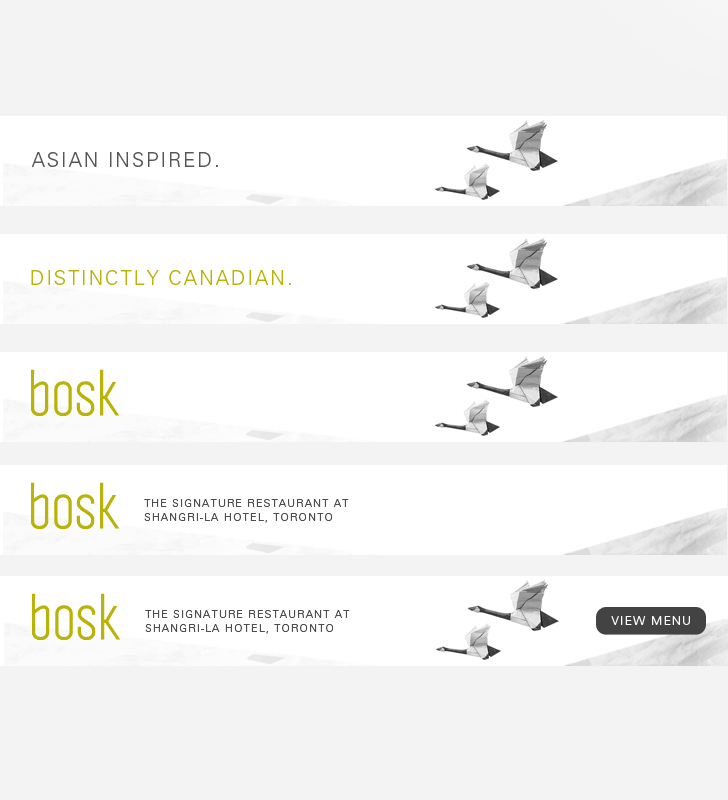 ASIAN INSPIRED.
DISTINCTLY CANADIAN.
bosk
bosk
THE SIGNATURE RESTAURANT AT
SHANGRI-LA HOTEL, TORONTO
bosk
THE SIGNATURE RESTAURANT AT
SHANGRI-LA HOTEL, TORONTO
VIEW MENU